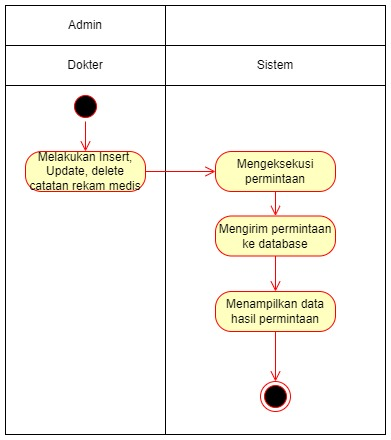 Admin
Dokter
Sistem
Melakukan Insert,
Update, delete
catatan rekam medis
Mengeksekusi
permintaan
Mengirim permintaan
ke database
Menampilkan data
hasil permintaan